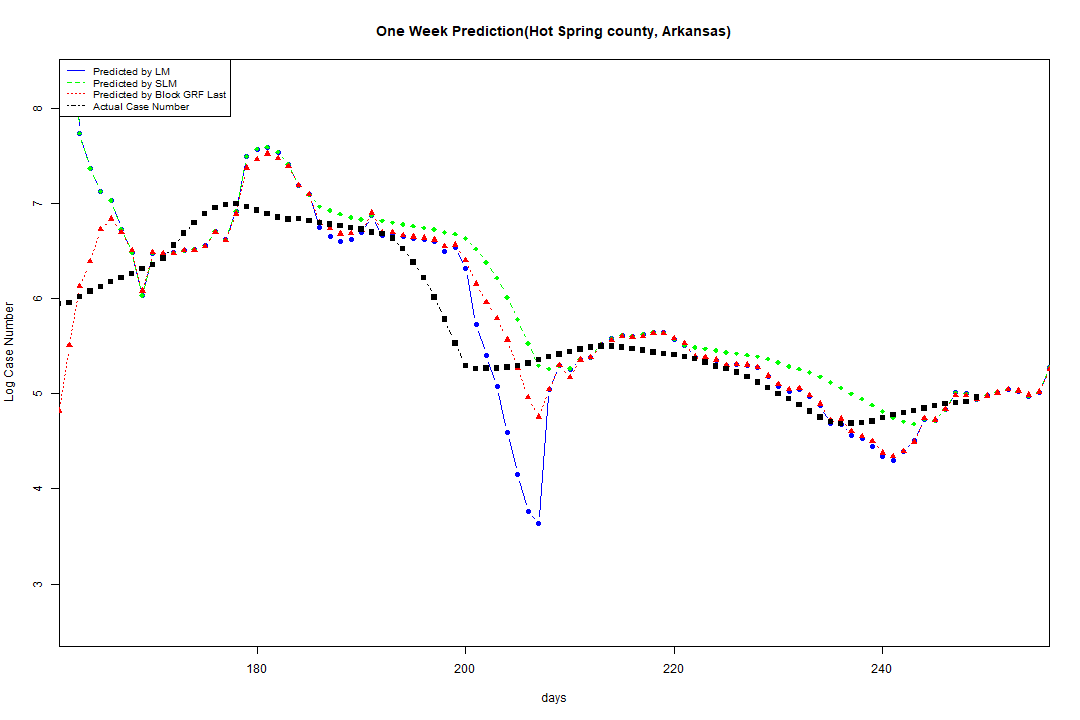 One Week Prediction(Hot Spring county, Arkansas)
Predicted by LM
Predicted by SLM
Predicted by Block GRF Last
Actual Case Number
8
7
6
5
4
3
Log Case Number
180
200
220
240
days